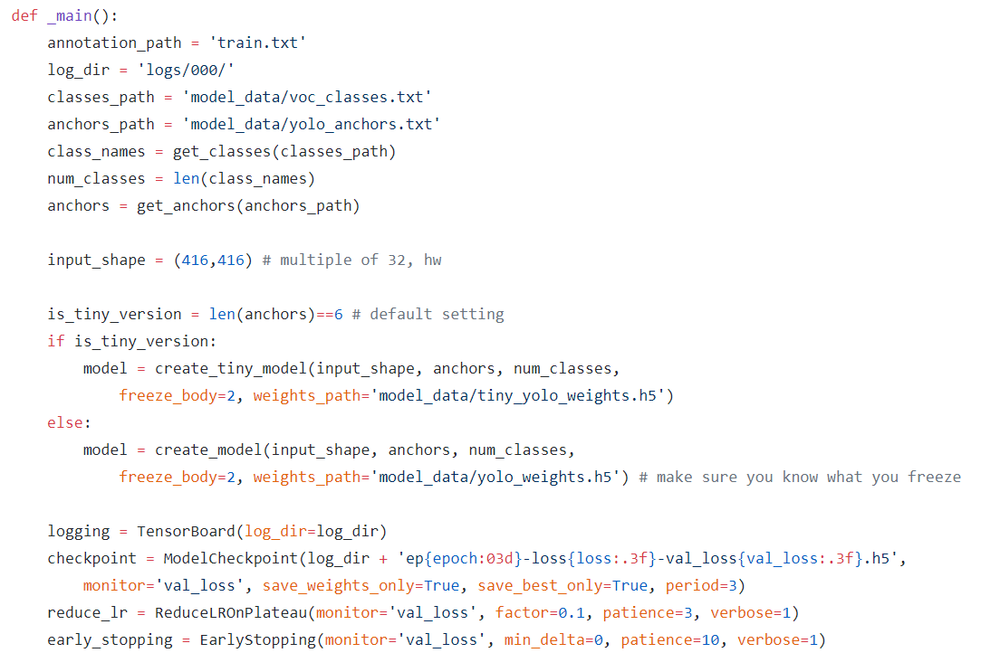 def _main():
    annotation_path = 'train.txt'
    log_dir = 'logs/000/'
    classes_path = 'model_data/voc_classes.txt'
    anchors_path = 'model_data/yolo_anchors.txt'
    class_names = get_classes(classes_path)
    num_classes = len(class_names)
    anchors = get_anchors(anchors_path)

    input_shape = (416,416) # multiple of 32, hw

    is_tiny_version = len(anchors)==6 # default setting
    if is_tiny_version:
        model = create_tiny_model(input_shape, anchors, num_classes,
            freeze_body=2, weights_path='model_data/tiny_yolo_weights.h5')
    else:
        model = create_model(input_shape, anchors, num_classes,
            freeze_body=2, weights_path='model_data/yolo_weights.h5') # make sure you know what you freeze

    logging = TensorBoard(log_dir=log_dir)
    checkpoint = ModelCheckpoint(log_dir + 'ep{epoch:03d}-loss{loss:.3f}-val_loss{val_loss:.3f}.h5',
        monitor='val_loss', save_weights_only=True, save_best_only=True, period=3)
    reduce_lr = ReduceLROnPlateau(monitor='val_loss', factor=0.1, patience=3, verbose=1)
    early_stopping = EarlyStopping(monitor='val_loss', min_delta=0, patience=10, verbose=1)